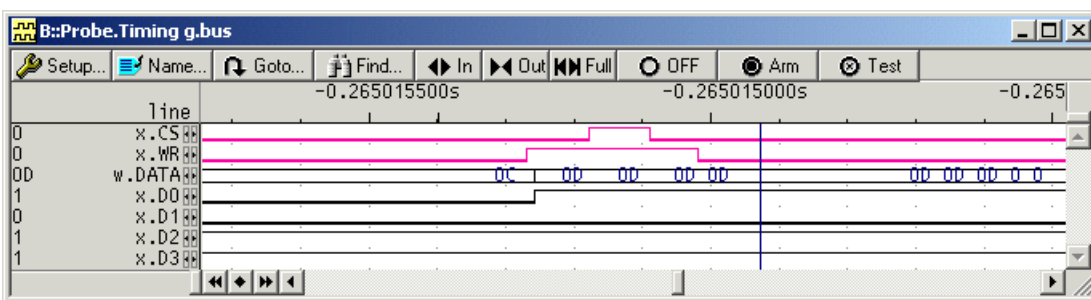 B::Probe.Timing g.bus
Setup... Name... Goto... Find... In Out Full OFF Arm Test
-0.265015500s -0.265015000s -0.265
line
0 x.CS
0 x.WR
0D w.DATA 0C 0D 0D 0D 0D 0D 0D 0D 0 0
1 x.D0
0 x.D1
1 x.D2
1 x.D3